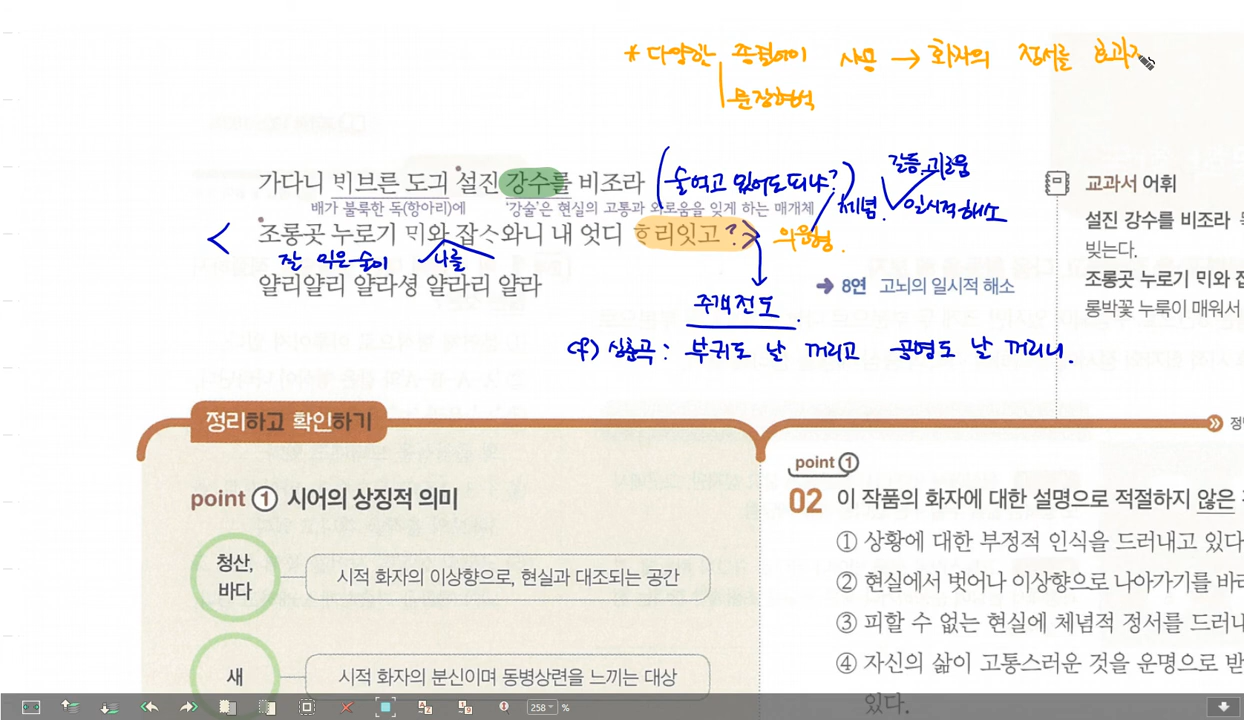 * 다양한 종결어미 사용 → 화자의 정서를 효과적
문장형식
가다니 ᄇᆡ브른 도긔 설진 강수를 비조라
(술먹고 있어도 되냐?)
갈등, 괴로움
체념.
일시적 해소
배가 불룩한 독(항아리)에
'강술'은 현실의 고통과 외로움을 잊게 하는 매개체
< 조롱곳 누로기 ᄆᆡ와 잡ᄉᆞ와니 내 엇디 ᄒᆞ리잇고? >
의문형.
잘 익은 술이
나를
얄리얄리 얄라셩 얄라리 얄라
➔ 8연 고뇌의 일시적 해소
주객전도.
cf) 상춘곡 : 부귀도 날 꺼리고 공명도 날 꺼리니.
교과서 어휘
설진 강수를 비조라
빚는다.
조롱곳 누로기 ᄆᆡ와 잡
롱박꽃 누룩이 매워서
정리하고 확인하기
point 1 시어의 상징적 의미
청산,
바다
시적 화자의 이상향으로, 현실과 대조되는 공간
새
시적 화자의 분신이며 동병상련을 느끼는 대상
point 1
02 이 작품의 화자에 대한 설명으로 적절하지 않은
① 상황에 대한 부정적 인식을 드러내고 있다
② 현실에서 벗어나 이상향으로 나아가기를 바라
③ 피할 수 없는 현실에 체념적 정서를 드러내
④ 자신의 삶이 고통스러운 것을 운명으로 받
있다.
258 %